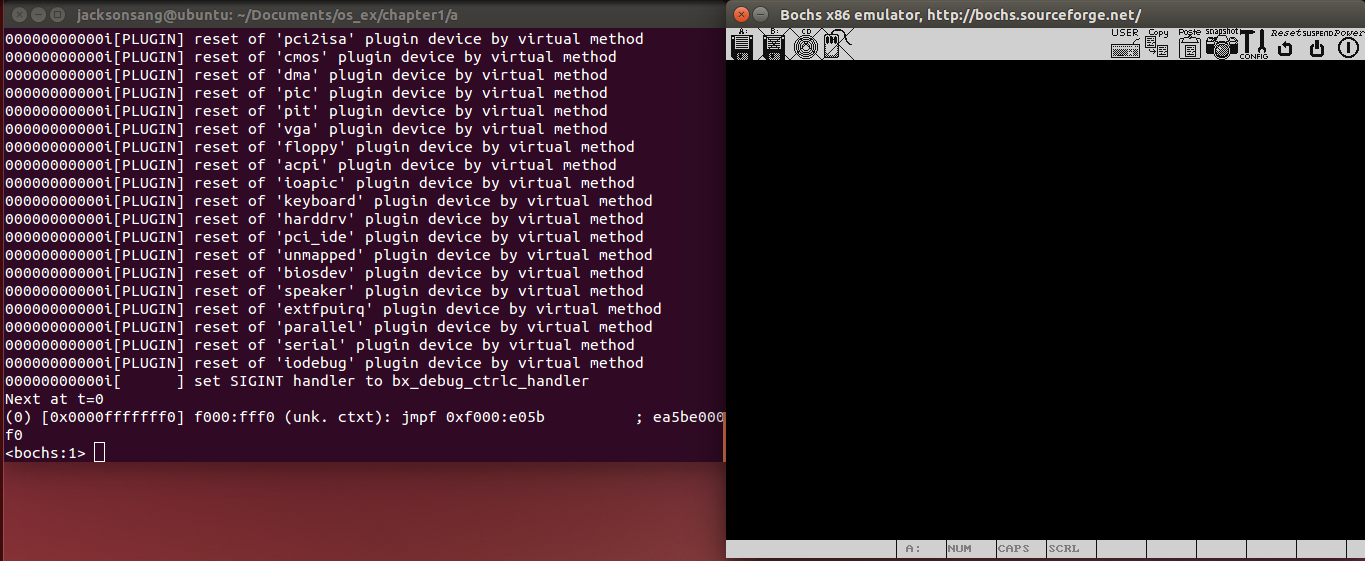 jacksonsang@ubuntu: ~/Documents/os_ex/chapter1/a
00000000000i[PLUGIN] reset of 'pci2isa' plugin device by virtual method
00000000000i[PLUGIN] reset of 'cmos' plugin device by virtual method
00000000000i[PLUGIN] reset of 'dma' plugin device by virtual method
00000000000i[PLUGIN] reset of 'pic' plugin device by virtual method
00000000000i[PLUGIN] reset of 'pit' plugin device by virtual method
00000000000i[PLUGIN] reset of 'vga' plugin device by virtual method
00000000000i[PLUGIN] reset of 'floppy' plugin device by virtual method
00000000000i[PLUGIN] reset of 'acpi' plugin device by virtual method
00000000000i[PLUGIN] reset of 'ioapic' plugin device by virtual method
00000000000i[PLUGIN] reset of 'keyboard' plugin device by virtual method
00000000000i[PLUGIN] reset of 'harddrv' plugin device by virtual method
00000000000i[PLUGIN] reset of 'pci_ide' plugin device by virtual method
00000000000i[PLUGIN] reset of 'unmapped' plugin device by virtual method
00000000000i[PLUGIN] reset of 'biosdev' plugin device by virtual method
00000000000i[PLUGIN] reset of 'speaker' plugin device by virtual method
00000000000i[PLUGIN] reset of 'extfpuirq' plugin device by virtual method
00000000000i[PLUGIN] reset of 'parallel' plugin device by virtual method
00000000000i[PLUGIN] reset of 'serial' plugin device by virtual method
00000000000i[PLUGIN] reset of 'iodebug' plugin device by virtual method
00000000000i[      ] set SIGINT handler to bx_debug_ctrlc_handler
Next at t=0
(0) [0x0000fffffff0] f000:fff0 (unk. ctxt): jmpf 0xf000:e05b          ; ea5be000
f0
<bochs:1>
Bochs x86 emulator, http://bochs.sourceforge.net/
A: B: CD USER Copy Paste snapshot CONFIG Reset SUSPEND Power
A: NUM CAPS SCRL